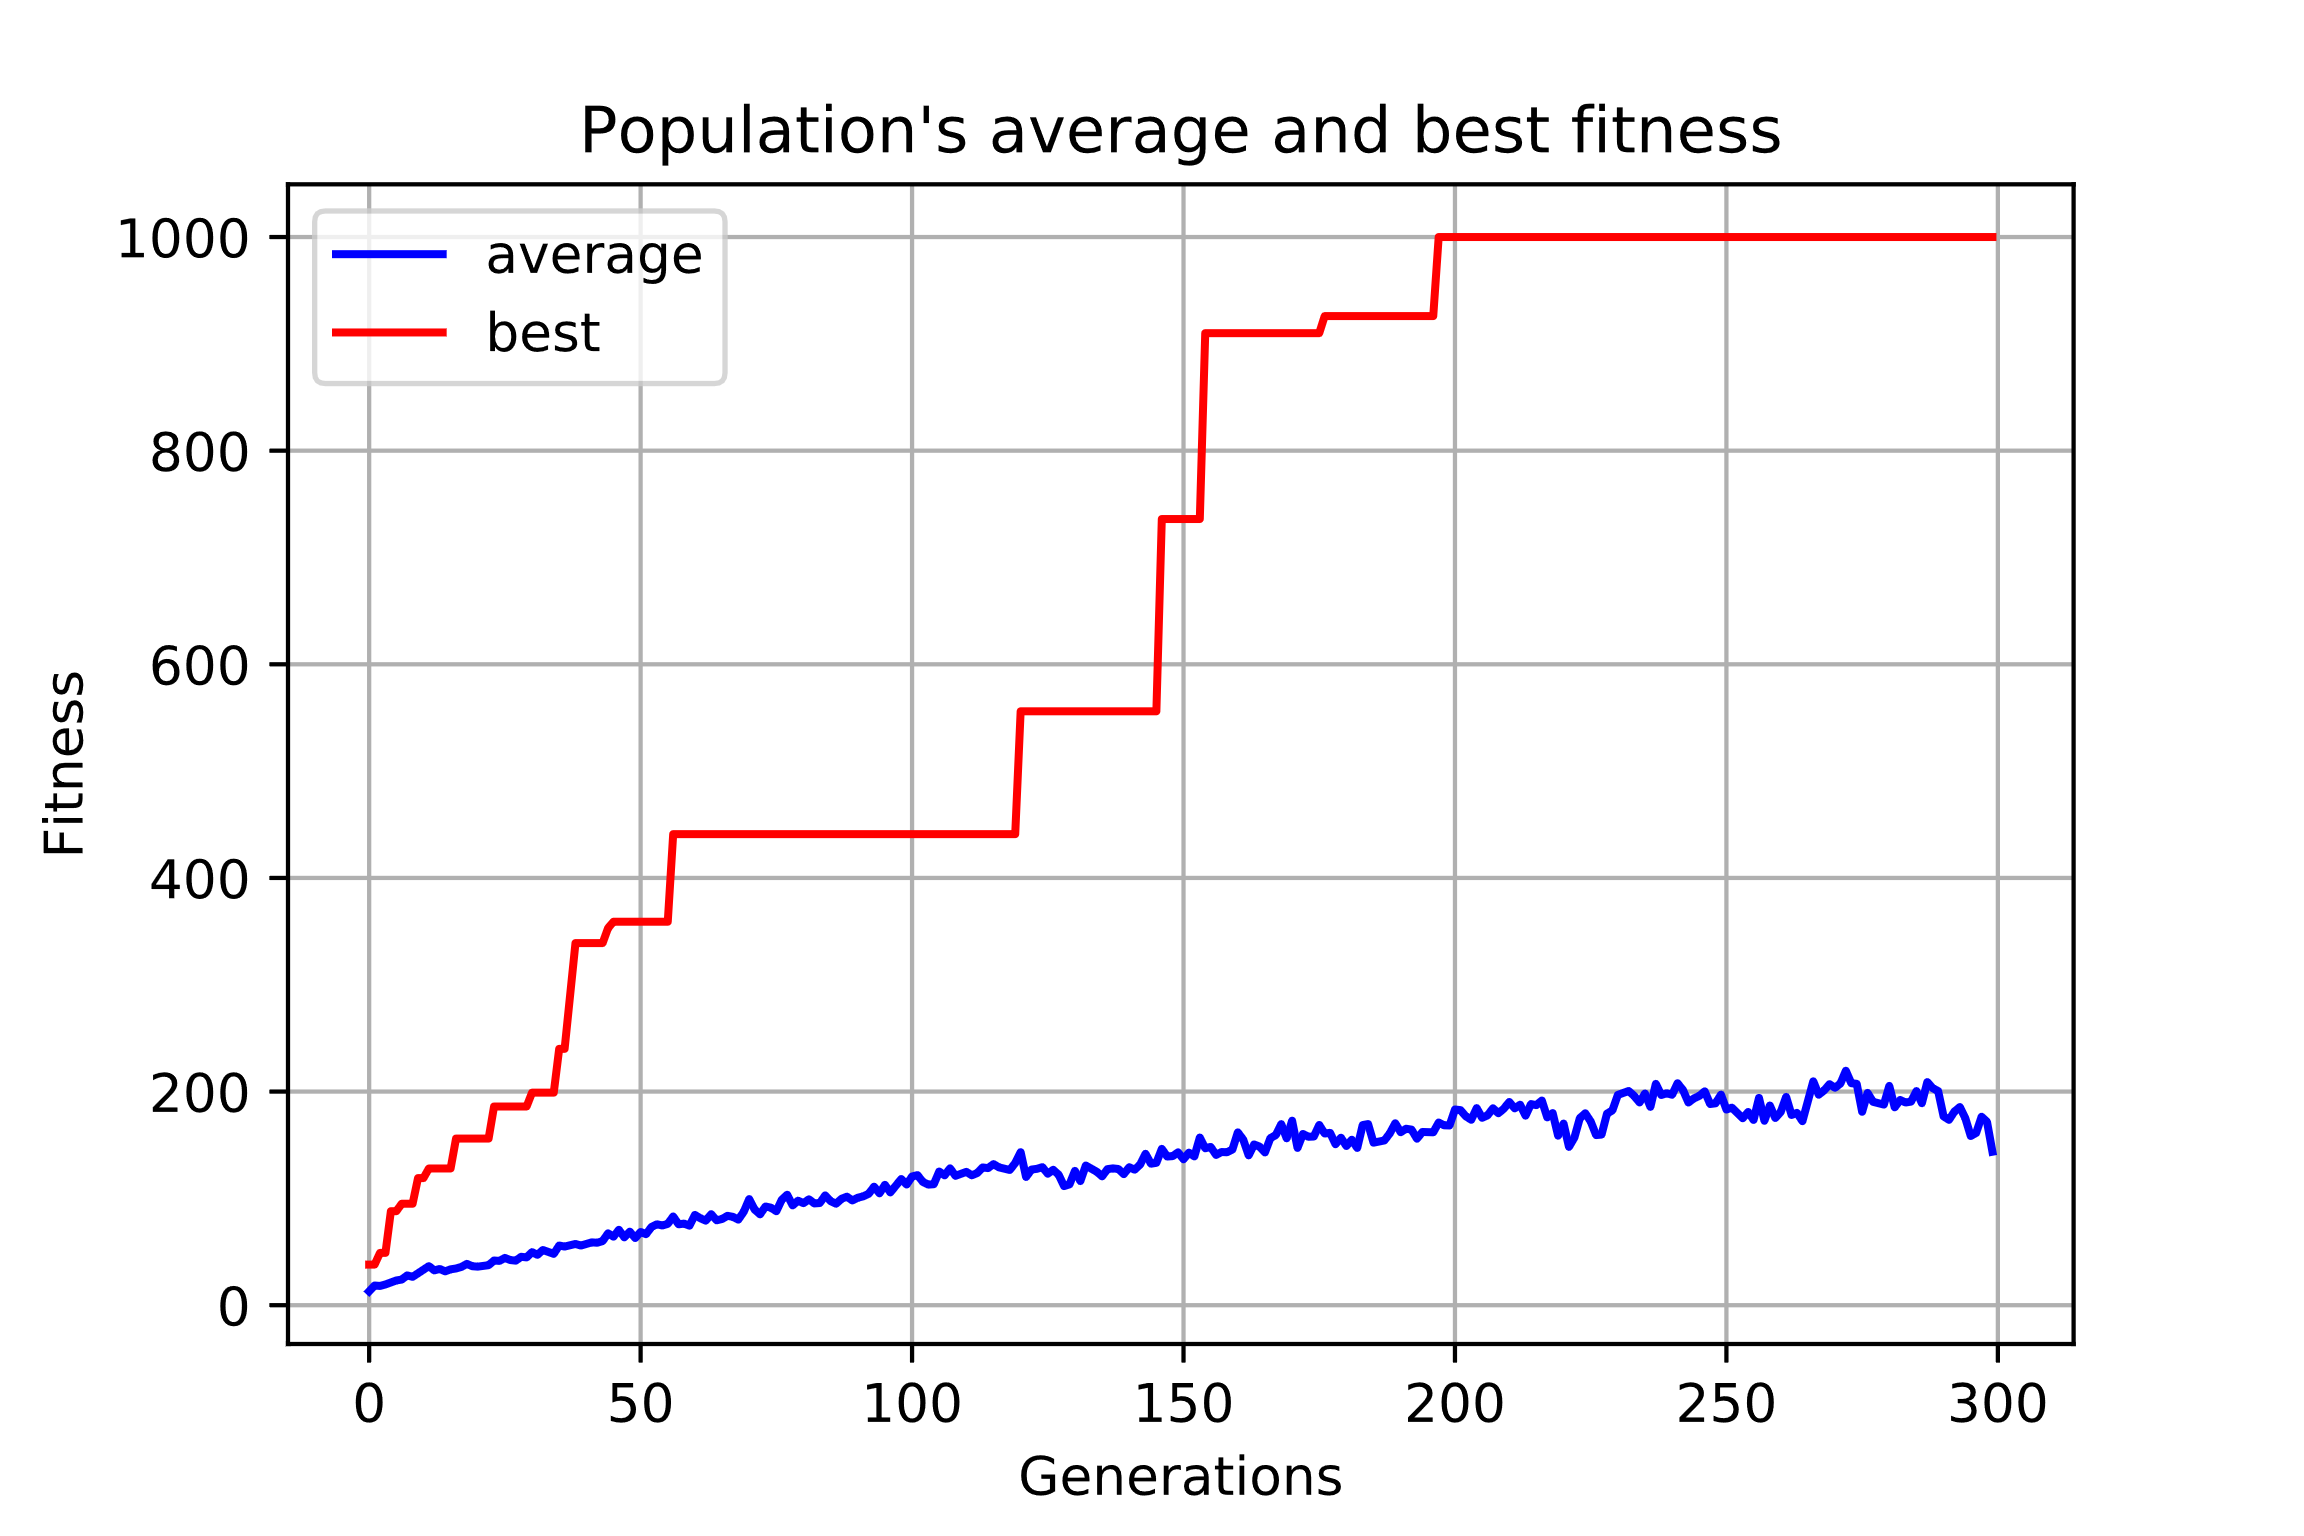 Population's average and best fitness
average
best
1000
800
600
400
200
0
Fitness
0 50 100 150 200 250 300
Generations